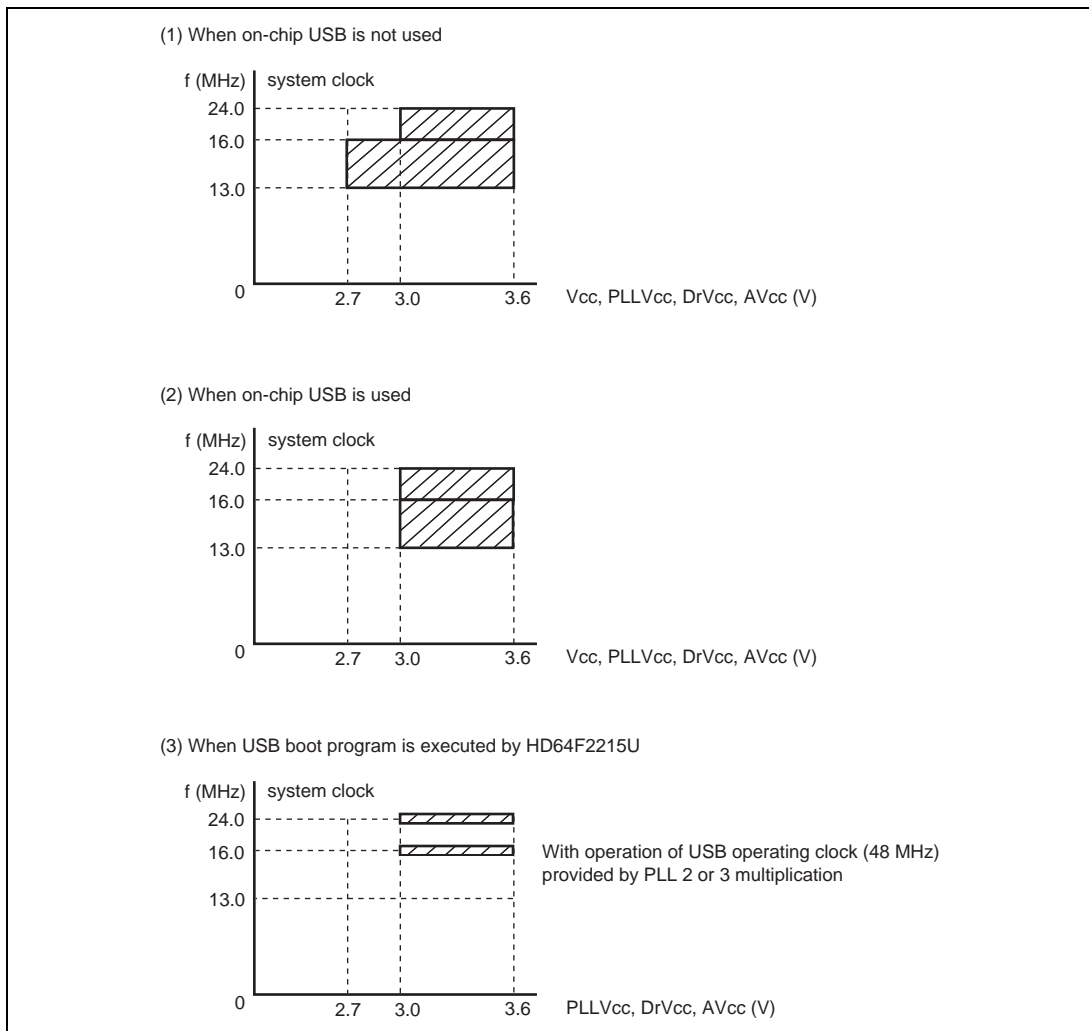 (1) When on-chip USB is not used
f (MHz) system clock
24.0
16.0
13.0
0
2.7 3.0 3.6 Vcc, PLLVcc, DrVcc, AVcc (V)
(2) When on-chip USB is used
f (MHz) system clock
24.0
16.0
13.0
0
2.7 3.0 3.6 Vcc, PLLVcc, DrVcc, AVcc (V)
(3) When USB boot program is executed by HD64F2215U
f (MHz) system clock
24.0
16.0
With operation of USB operating clock (48 MHz)
provided by PLL 2 or 3 multiplication
13.0
0
2.7 3.0 3.6 PLLVcc, DrVcc, AVcc (V)